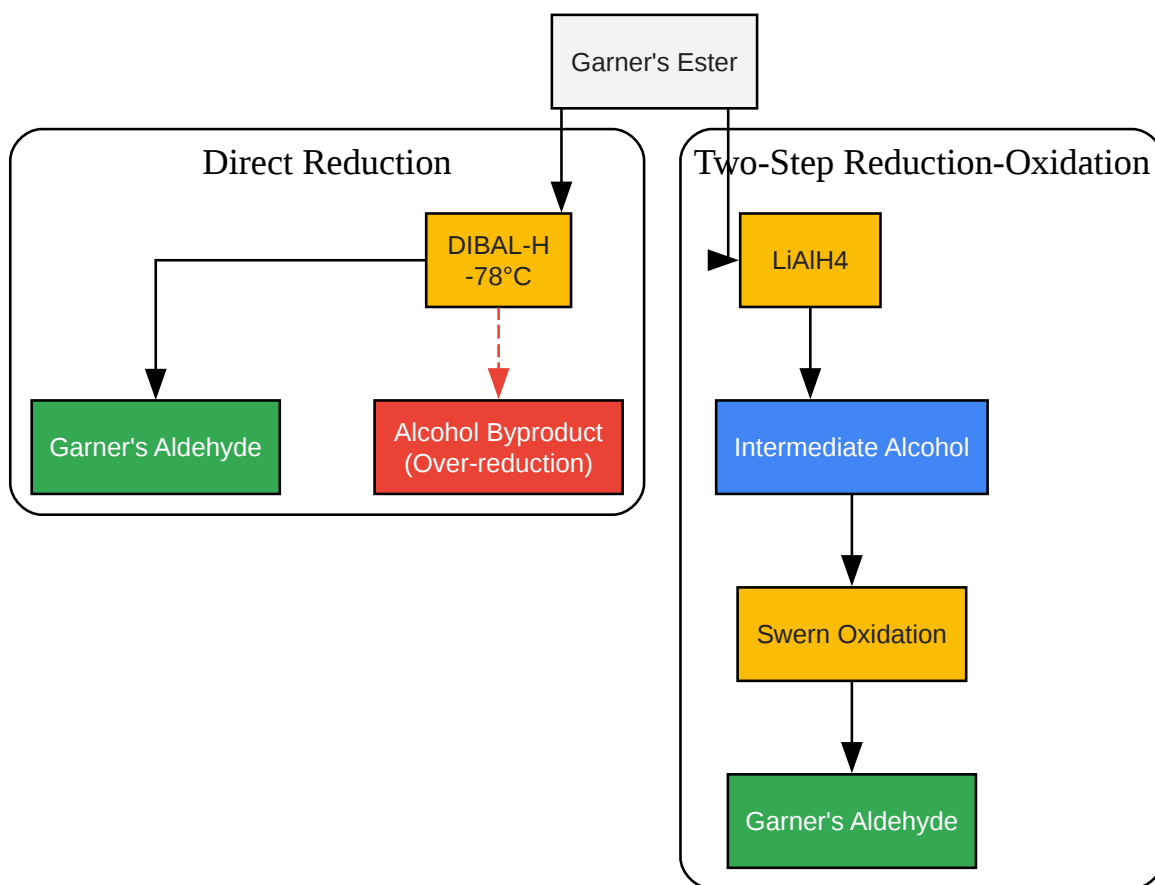 Garner's Ester
Direct Reduction
Two-Step Reduction-Oxidation
DIBAL-H
-78°C
LiAlH4
Garner's Aldehyde
Alcohol Byproduct
(Over-reduction)
Intermediate Alcohol
Swern Oxidation
Garner's Aldehyde